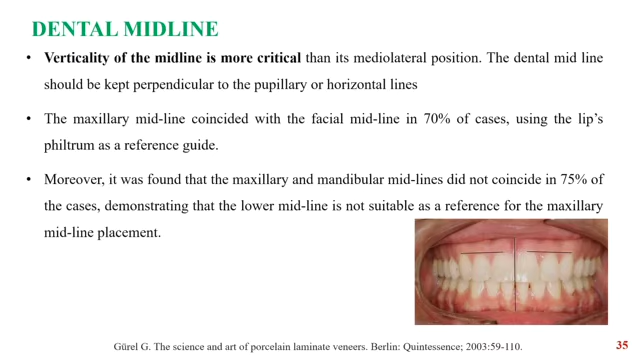 DENTAL MIDLINE
• Verticality of the midline is more critical than its mediolateral position. The dental mid line
should be kept perpendicular to the pupillary or horizontal lines
• The maxillary mid-line coincided with the facial mid-line in 70% of cases, using the lip’s
philtrum as a reference guide.
• Moreover, it was found that the maxillary and mandibular mid-lines did not coincide in 75% of
the cases, demonstrating that the lower mid-line is not suitable as a reference for the maxillary
mid-line placement.
Gürel G. The science and art of porcelain laminate veneers. Berlin: Quintessence; 2003:59-110.
35